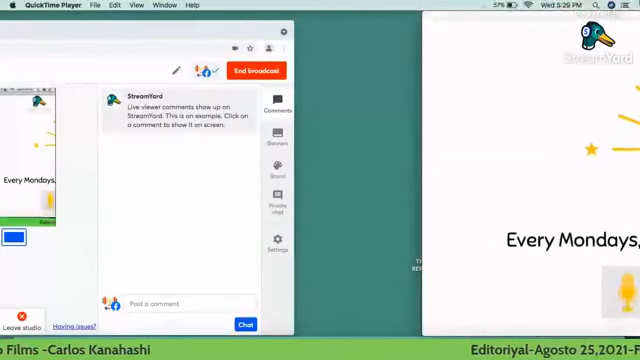 QuickTime Player File Edit View Window Help
57%
Wed 5:29 PM
StreamYard
End broadcast
StreamYard
Live viewer comments show up on
StreamYard. This is an example. Click on
a comment to show it on screen.
Comments
Banners
Brand
Private
chat
Settings
Every Mondays,
Every Mondays,
Post a comment
Leave studio
Having issues?
Chat
o Films -Carlos Kanahashi
Editoriyal-Agosto 25,2021-F